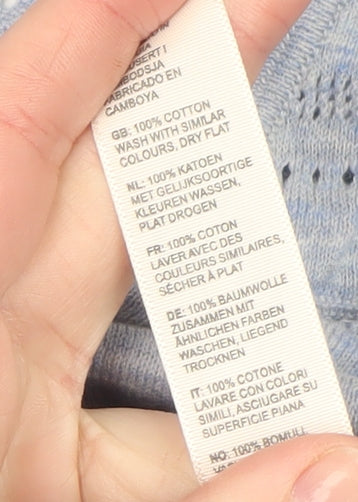 FABRICADO EN
CAMBOYA
GB: 100% COTTON
WASH WITH SIMILAR
COLOURS, DRY FLAT
NL: 100% KATOEN
MET GELIJKSOORTIGE
KLEUREN WASSEN,
PLAT DROGEN
FR: 100% COTON
LAVER AVEC DES
COULEURS SIMILAIRES,
SÉCHER À PLAT
DE: 100% BAUMWOLLE
ZUSAMMEN MIT
ÄHNLICHEN FARBEN
WASCHEN, LIEGEND
TROCKNEN
IT: 100% COTONE
LAVARE CON COLORI
SIMILI, ASCIUGARE SU
SUPERFICIE PIANA
NO: 100% BOMULL